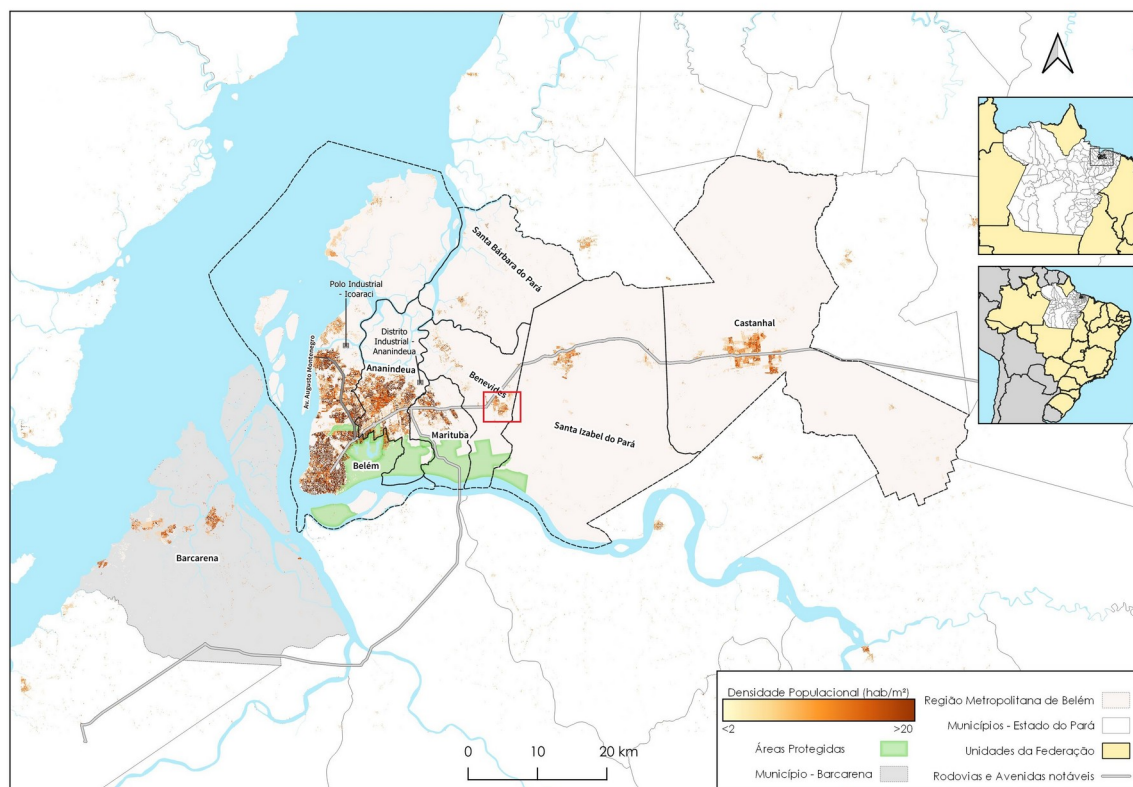 Santa Bárbara do Pará
Polo Industrial
- Icoaraci
Distrito
Industrial -
Ananindeua
Castanhal
Av. Augusto Montenegro
Ananindeua
Benevides
Marituba
Santa Izabel do Pará
Belém
Barcarena
Densidade Populacional (hab/m²)
<2 >20
Áreas Protegidas
Município - Barcarena
Região Metropolitana de Belém
Municípios - Estado do Pará
Unidades da Federação
Rodovias e Avenidas notáveis
0 10 20 km